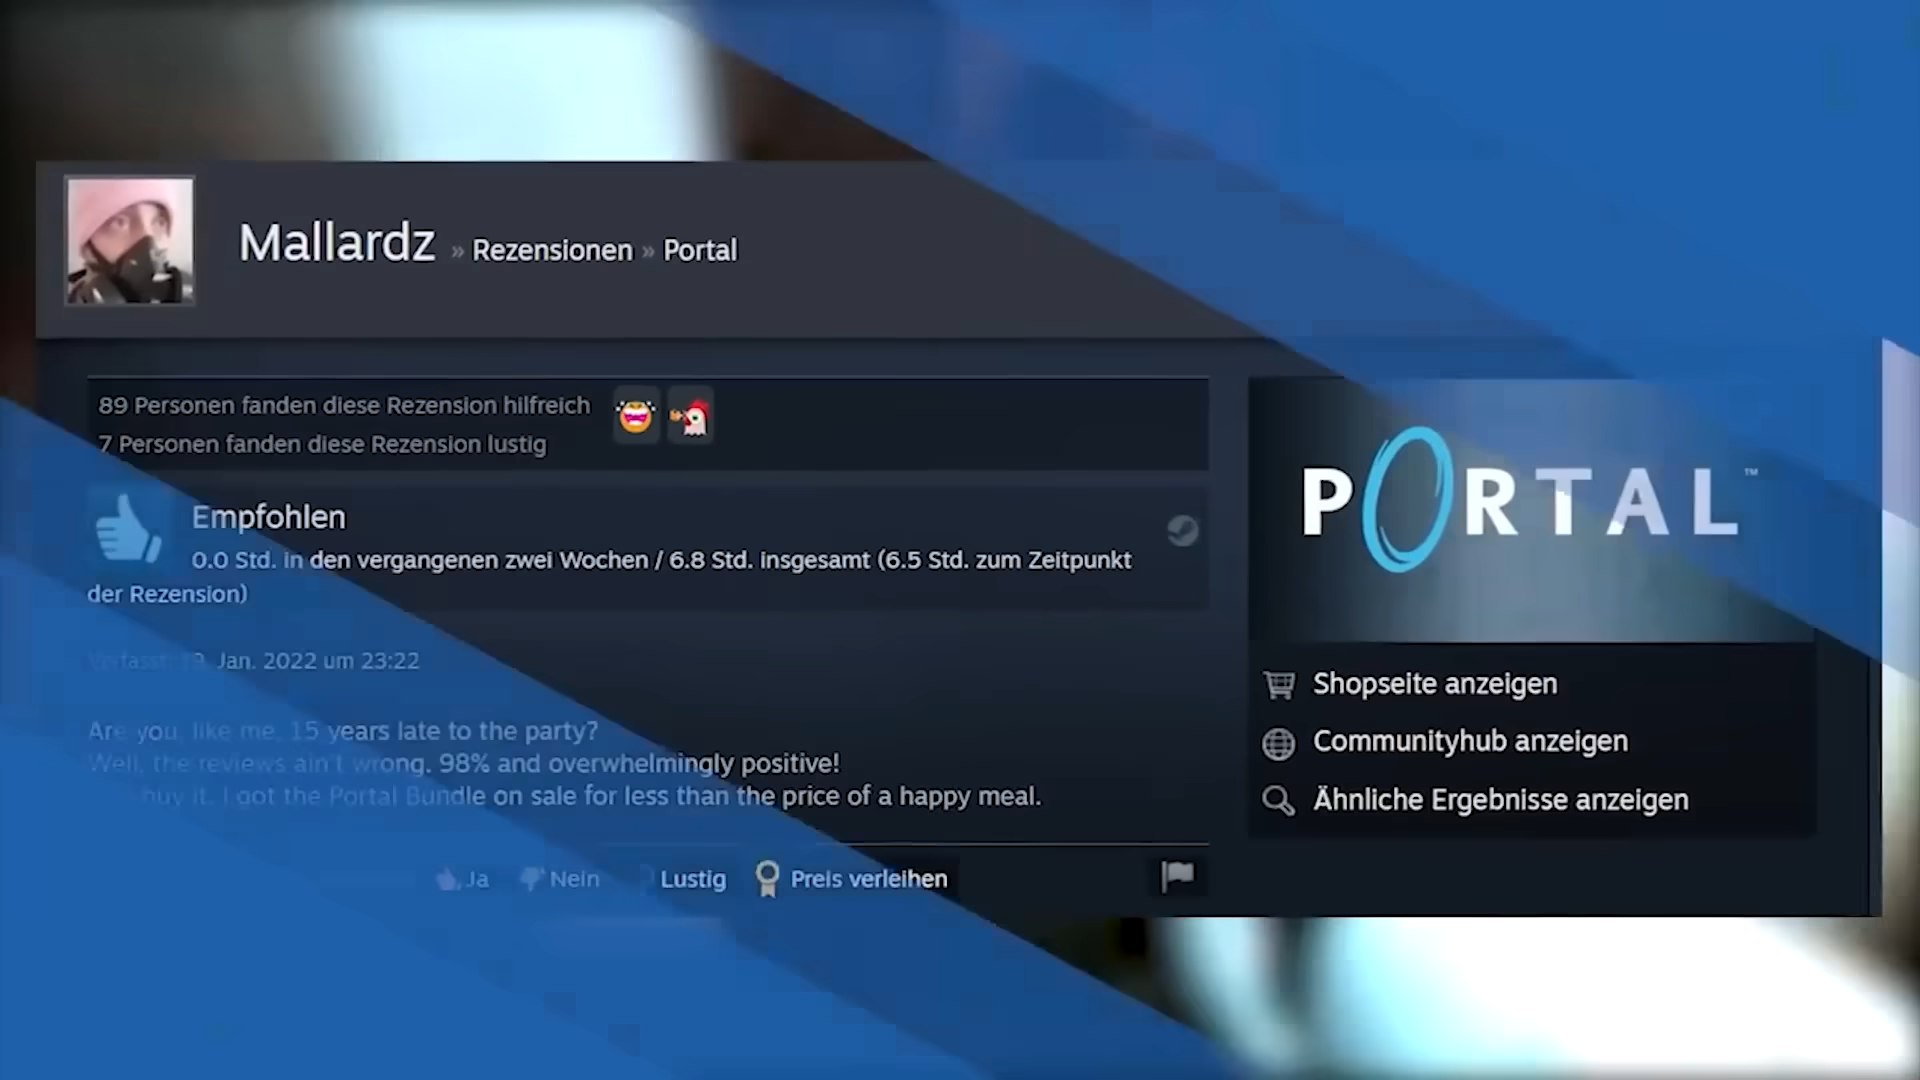 Mallardz » Rezensionen » Portal
89 Personen fanden diese Rezension hilfreich
7 Personen fanden diese Rezension lustig
Empfohlen
0.0 Std. in den vergangenen zwei Wochen / 6.8 Std. insgesamt (6.5 Std. zum Zeitpunkt
der Rezension)
Verfasst: 9. Jan. 2022 um 23:22
Are you, like me, 15 years late to the party?
Well, the reviews ain't wrong. 98% and overwhelmingly positive!
buy it. I got the Portal Bundle on sale for less than the price of a happy meal.
Ja Nein Lustig Preis verleihen
PORTAL™
Shopseite anzeigen
Communityhub anzeigen
Ähnliche Ergebnisse anzeigen